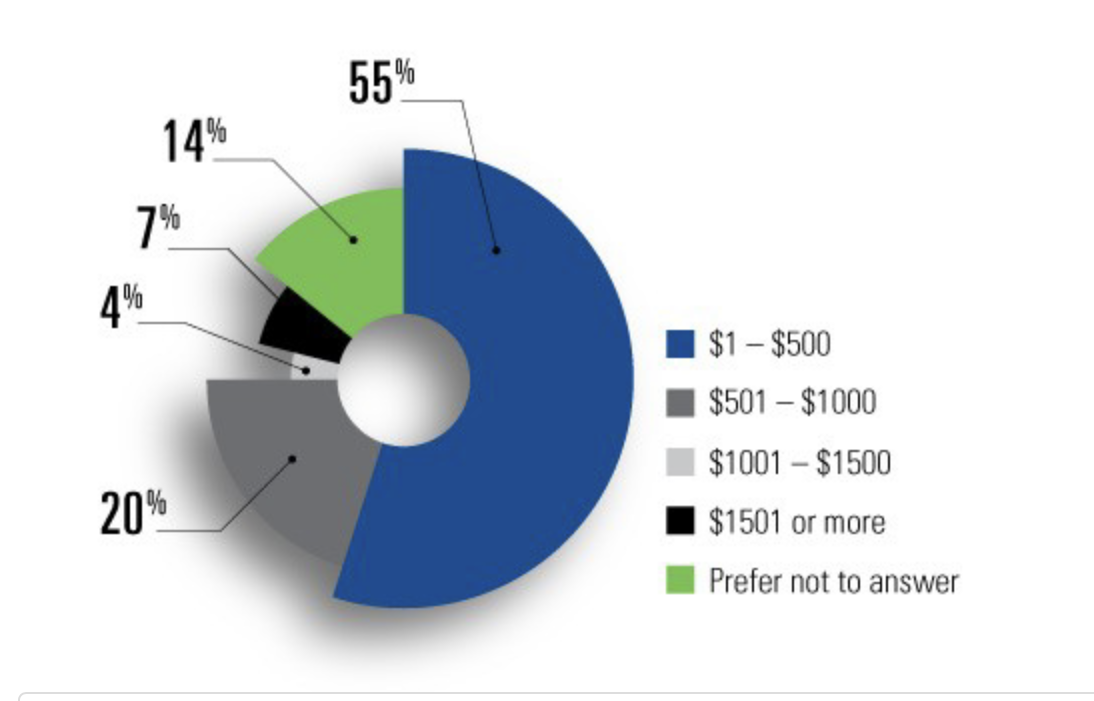 55%
14%
7%
4%
20%
$1 – $500
$501 – $1000
$1001 – $1500
$1501 or more
Prefer not to answer